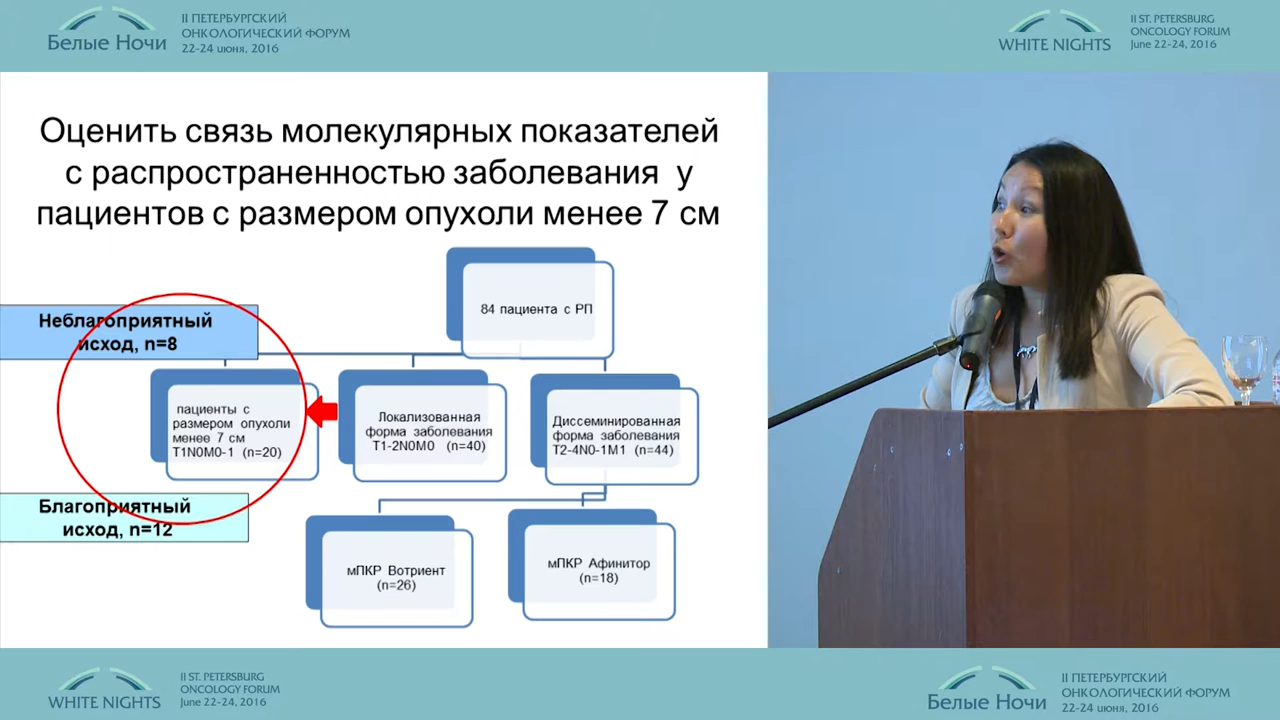 Белые Ночи
II ПЕТЕРБУРГСКИЙ
ОНКОЛОГИЧЕСКИЙ ФОРУМ
22-24 июня, 2016
WHITE NIGHTS
II ST. PETERSBURG
ONCOLOGY FORUM
June 22-24, 2016
Оценить связь молекулярных показателей
с распространенностью заболевания у
пациентов с размером опухоли менее 7 см
84 пациента с РП
Неблагоприятный
исход, n=8
пациенты с
размером опухоли
менее 7 см
T1N0M0-1 (n=20)
Локализованная
форма заболевания
T1-2N0M0 (n=40)
Диссеминированная
форма заболевания
T2-4N0-1M1 (n=44)
Благоприятный
исход, n=12
мПКР Вотриент
(n=26)
мПКР Афинитор
(n=18)
WHITE NIGHTS
II ST. PETERSBURG
ONCOLOGY FORUM
June 22-24, 2016
Белые Ночи
II ПЕТЕРБУРГСКИЙ
ОНКОЛОГИЧЕСКИЙ ФОРУМ
22-24 июня, 2016